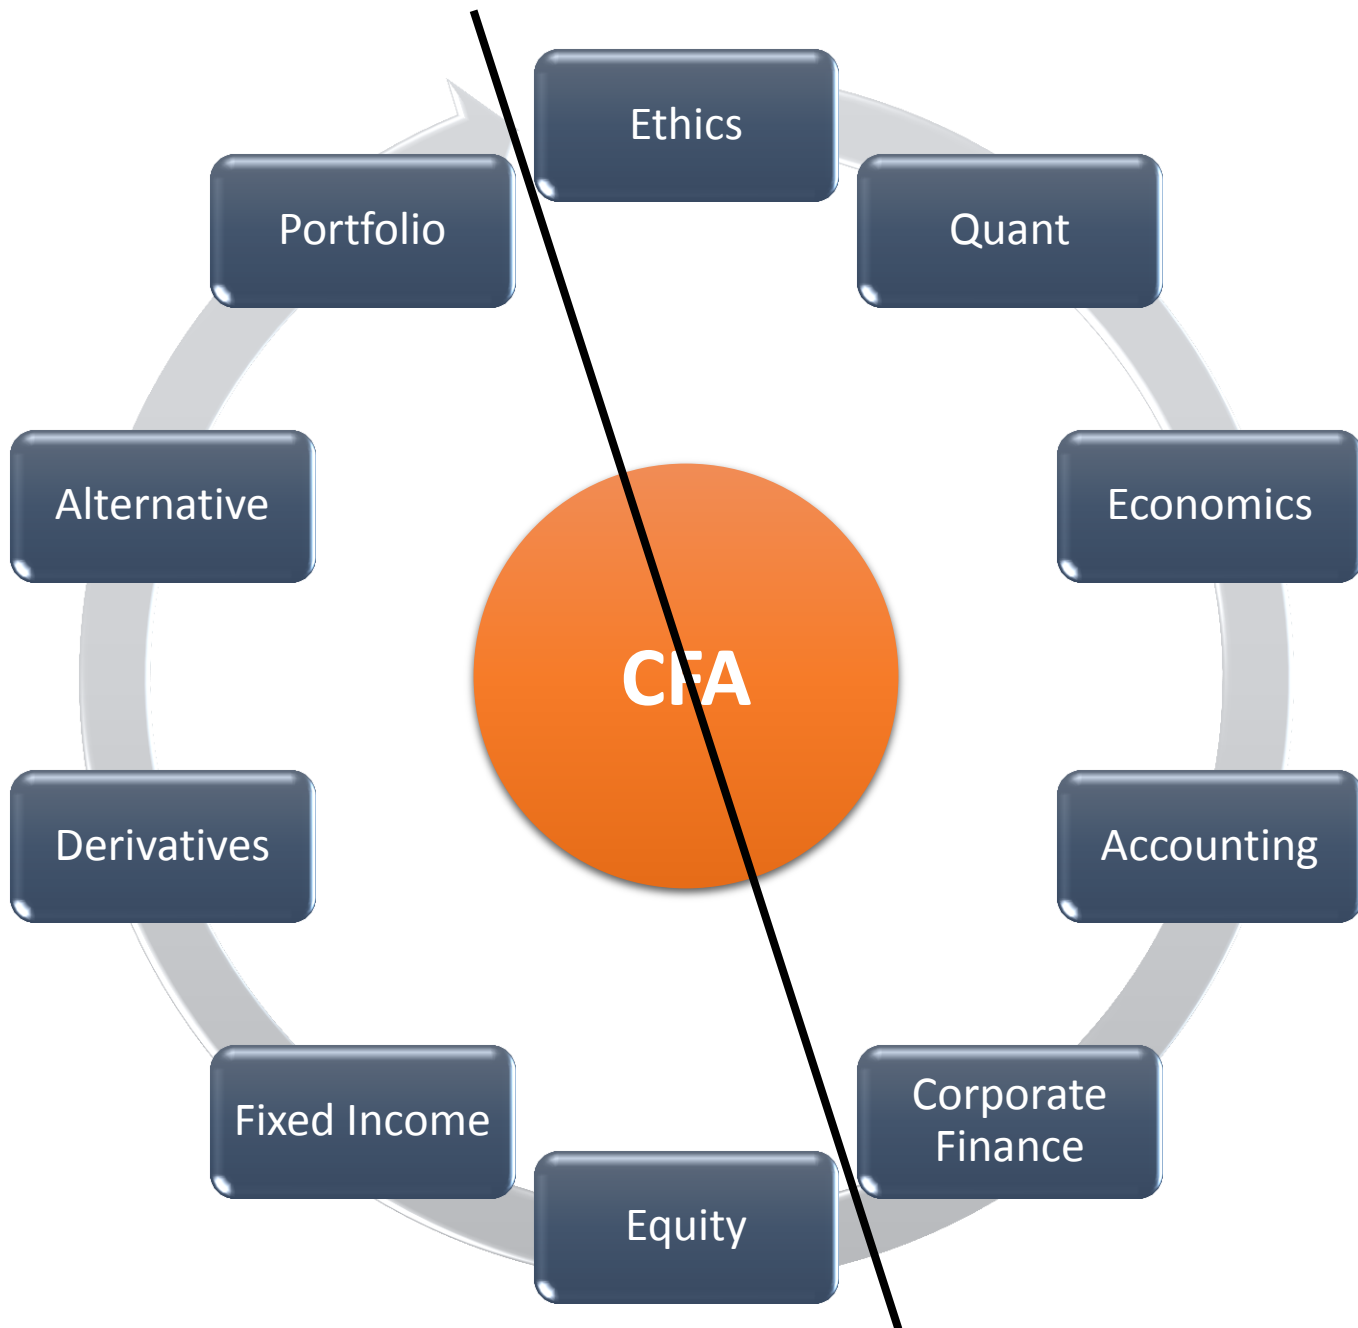 Ethics
Quant
Economics
Accounting
Corporate
Finance
Equity
Fixed Income
Derivatives
Alternative
Portfolio
CFA